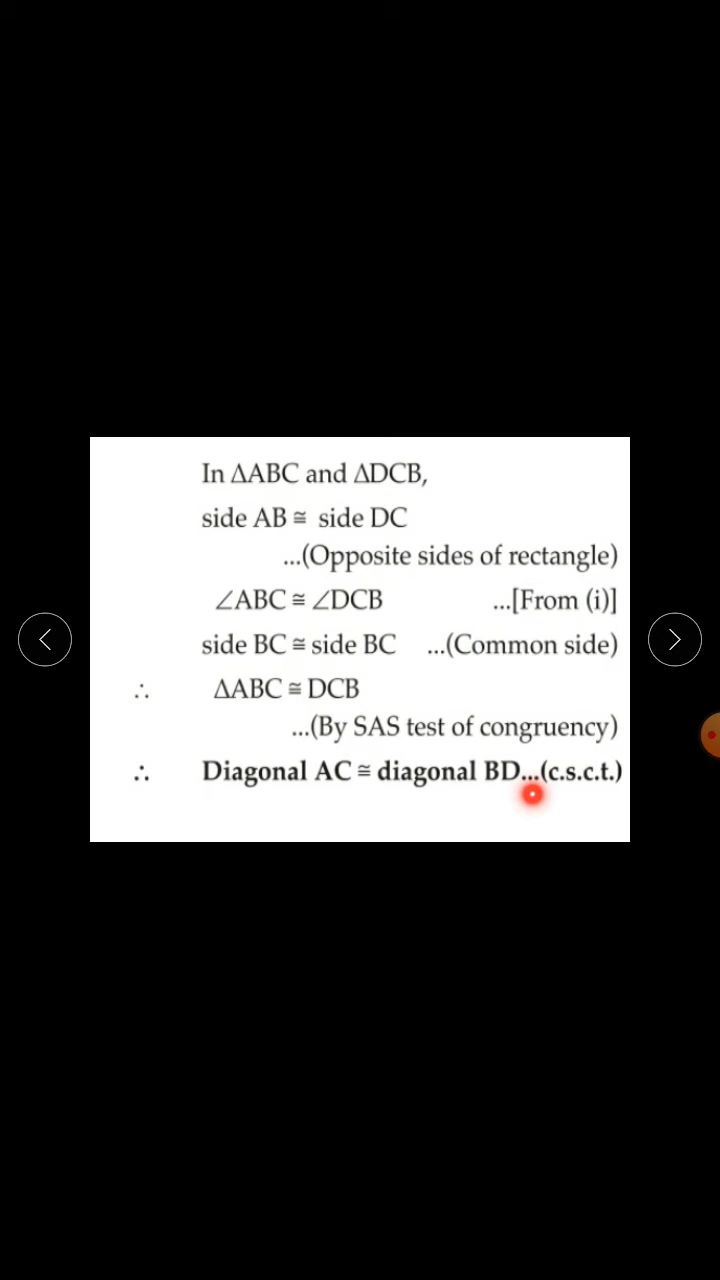 In ΔABC and ΔDCB,
side AB ≅ side DC
...(Opposite sides of rectangle)
∠ABC ≅ ∠DCB ...[From (i)]
side BC ≅ side BC ...(Common side)
∴ ΔABC ≅ DCB
...(By SAS test of congruency)
∴ Diagonal AC ≅ diagonal BD...(c.s.c.t.)